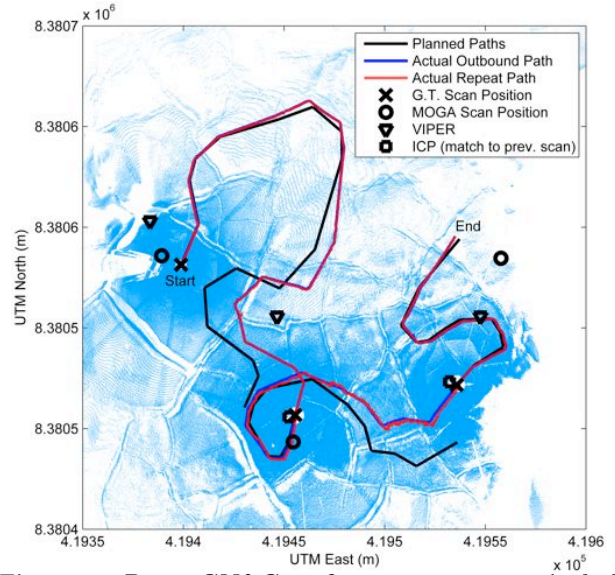 8.3807
x 10⁶
Planned Paths
Actual Outbound Path
Actual Repeat Path
G.T. Scan Position
MOGA Scan Position
VIPER
ICP (match to prev. scan)
8.3806
8.3806
8.3805
8.3805
8.3804
UTM North (m)
Start
End
4.1935
4.194
4.1945
4.195
4.1955
4.196
UTM East (m)
x 10⁵